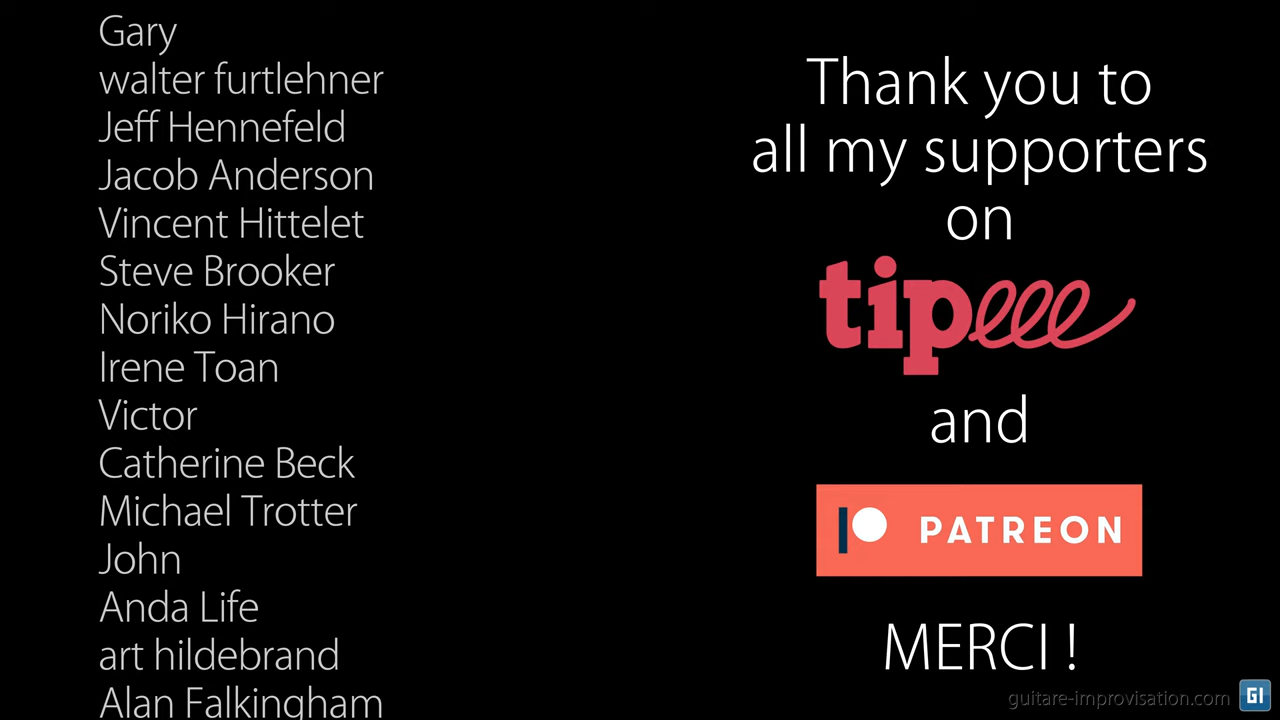 Gary
walter furtlehner
Jeff Hennefeld
Jacob Anderson
Vincent Hittelet
Steve Brooker
Noriko Hirano
Irene Toan
Victor
Catherine Beck
Michael Trotter
John
Anda Life
art hildebrand
Alan Falkingham
Thank you to
all my supporters
on
tipeee
and
PATREON
MERCI !
guitare-improvisation.com GI